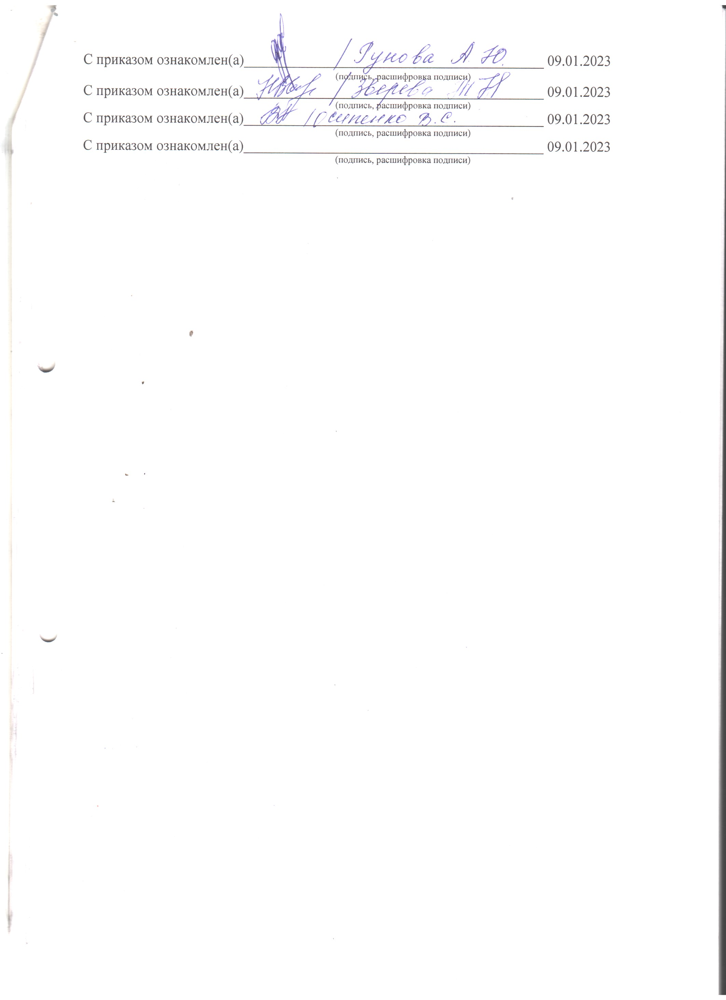 С приказом ознакомлен(а) / Рунова А. Ю. 09.01.2023
(подпись, расшифровка подписи)
С приказом ознакомлен(а) / Зверева Т Н 09.01.2023
(подпись, расшифровка подписи)
С приказом ознакомлен(а) / Осипенко В.С. 09.01.2023
(подпись, расшифровка подписи)
С приказом ознакомлен(а) 09.01.2023
(подпись, расшифровка подписи)